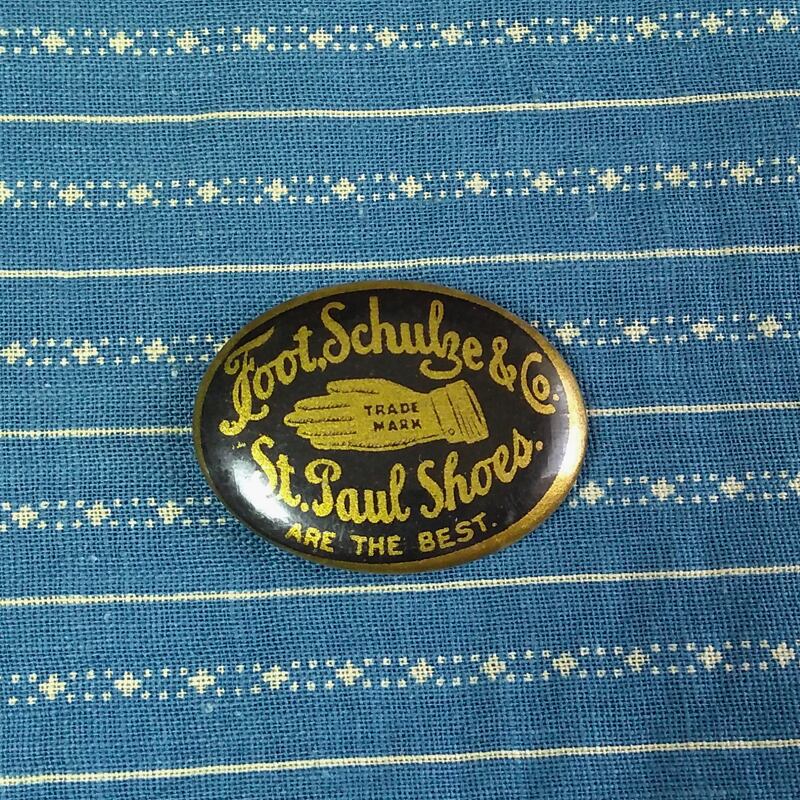 Foot, Schulze & Co.
TRADE
MARK
St. Paul Shoes.
ARE THE BEST.